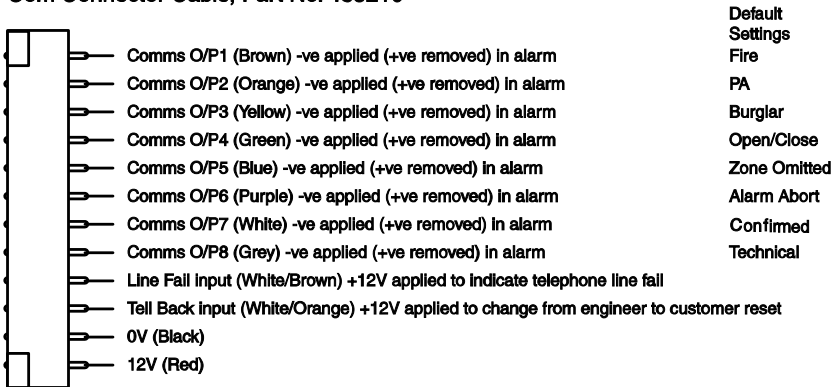 Com Connector Cable, Part No.
Default
Settings
Comms O/P1 (Brown) -ve applied (+ve removed) in alarm Fire
Comms O/P2 (Orange) -ve applied (+ve removed) in alarm PA
Comms O/P3 (Yellow) -ve applied (+ve removed) in alarm Burglar
Comms O/P4 (Green) -ve applied (+ve removed) in alarm Open/Close
Comms O/P5 (Blue) -ve applied (+ve removed) in alarm Zone Omitted
Comms O/P6 (Purple) -ve applied (+ve removed) in alarm Alarm Abort
Comms O/P7 (White) -ve applied (+ve removed) in alarm Confirmed
Comms O/P8 (Grey) -ve applied (+ve removed) in alarm Technical
Line Fail input (White/Brown) +12V applied to indicate telephone line fail
Tell Back input (White/Orange) +12V applied to change from engineer to customer reset
0V (Black)
12V (Red)